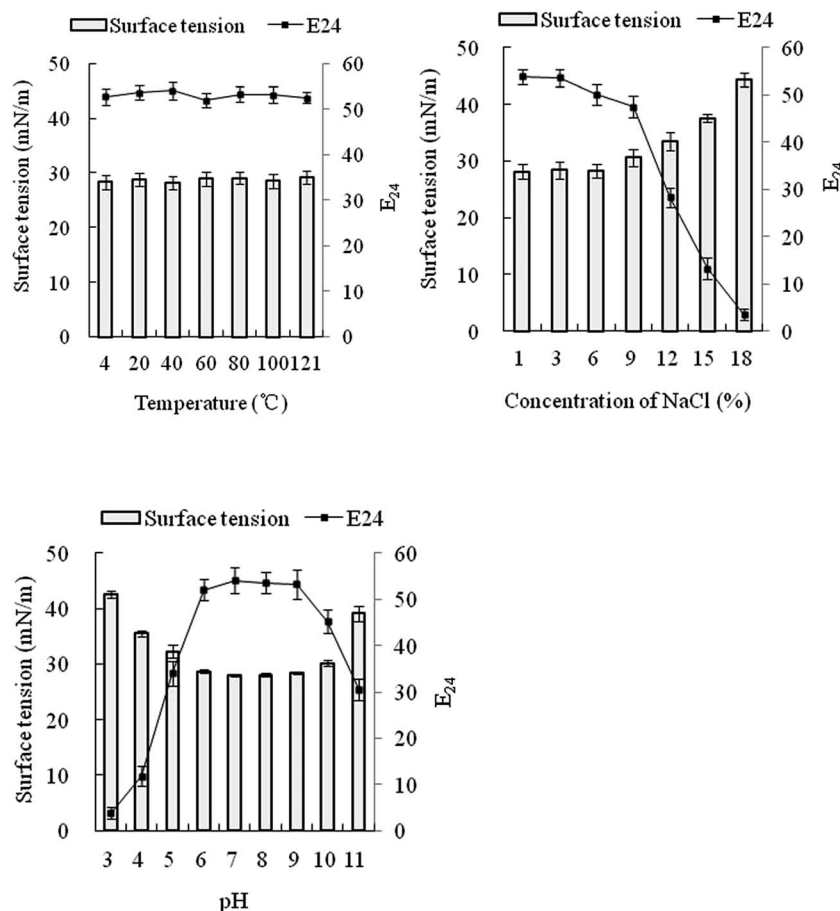 Surface tension E24
Surface tension (mN/m)
50
40
30
20
10
0
60
50
40
30
20
10
0
E24
4 20 40 60 80 100 121
Temperature (℃)
Surface tension E24
Surface tension (mN/m)
50
40
30
20
10
0
60
50
40
30
20
10
0
E24
1 3 6 9 12 15 18
Concentration of NaCl (%)
Surface tension E24
Surface tension (mN/m)
50
40
30
20
10
0
60
50
40
30
20
10
0
E24
3 4 5 6 7 8 9 10 11
pH